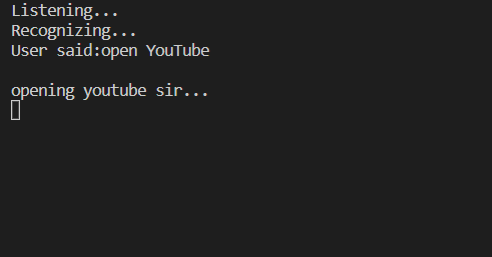 Listening...
Recognizing...
User said:open YouTube
opening youtube sir...